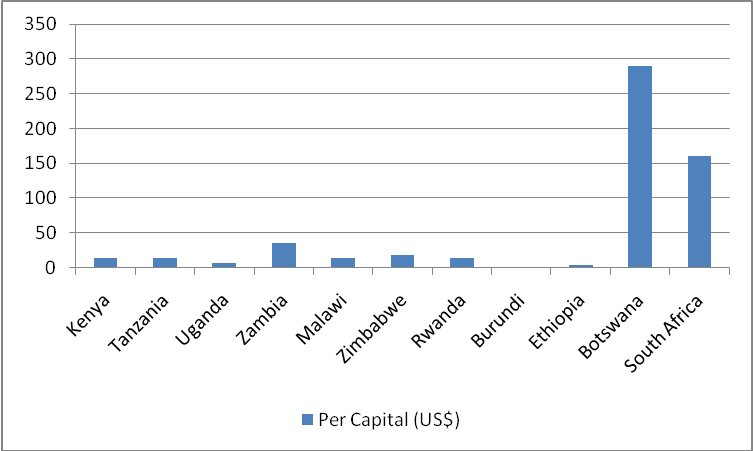 350
300
250
200
150
100
50
0
Kenya
Tanzania
Uganda
Zambia
Malawi
Zimbabwe
Rwanda
Burundi
Ethiopia
Botswana
South Africa
Per Capital (US$)